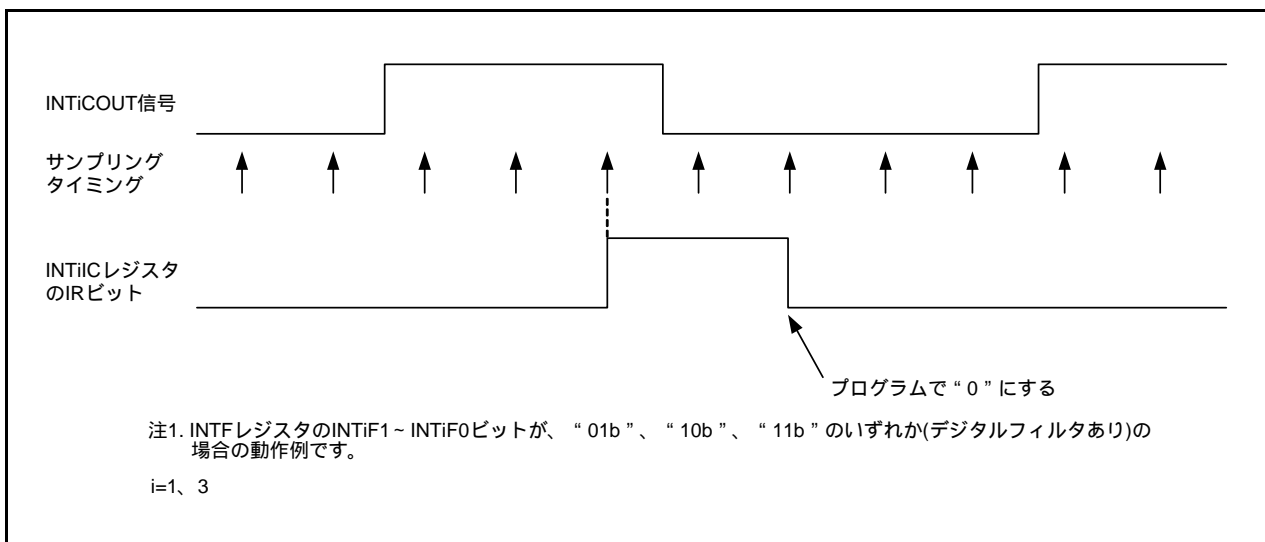 INTiCOUT信号
サンプリング
タイミング
INTiICレジスタ
のIRビット
プログラムで“0”にする
注1. INTFレジスタのINTiF1~INTiF0ビットが、“01b”、“10b”、“11b”のいずれか(デジタルフィルタあり)の
場合の動作例です。
i=1、3